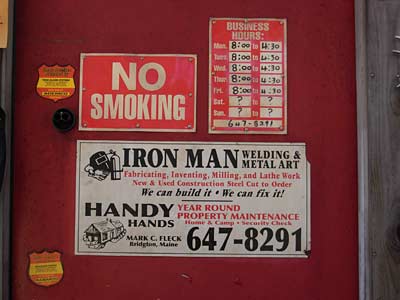 NO
SMOKING
BUSINESS
HOURS:
Mon. 8:00 to 4:30
Tues. 8:00 to 4:30
Wed. 8:00 to 4:30
Thur. 8:00 to 4:30
Fri. 8:00 to 4:30
Sat. ? to ?
Sun. ? to ?
647-8291
IRON MAN WELDING &
METAL ART
Fabricating, Inventing, Milling, and Lathe Work
New & Used Construction Steel Cut to Order
We can build it • We can fix it!
HANDY
HANDS
YEAR ROUND
PROPERTY MAINTENANCE
Home & Camp • Security Check
MARK C. FLECK
Bridgton, Maine
647-8291